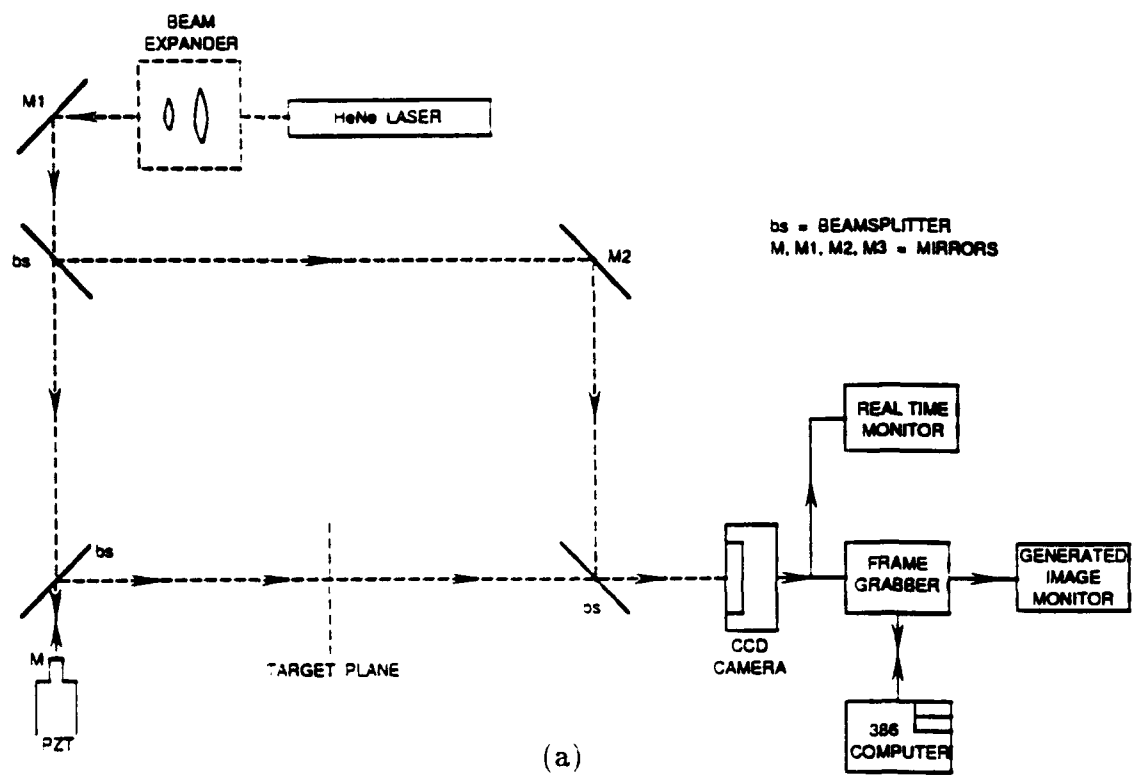 BEAM
EXPANDER
M1
HeNe LASER
bs
M2
bs = BEAMSPLITTER
M, M1, M2, M3 = MIRRORS
REAL TIME
MONITOR
bs
FRAME
GRABBER
GENERATED
IMAGE
MONITOR
bs
M
TARGET PLANE
CCD
CAMERA
PZT
386
COMPUTER
(a)